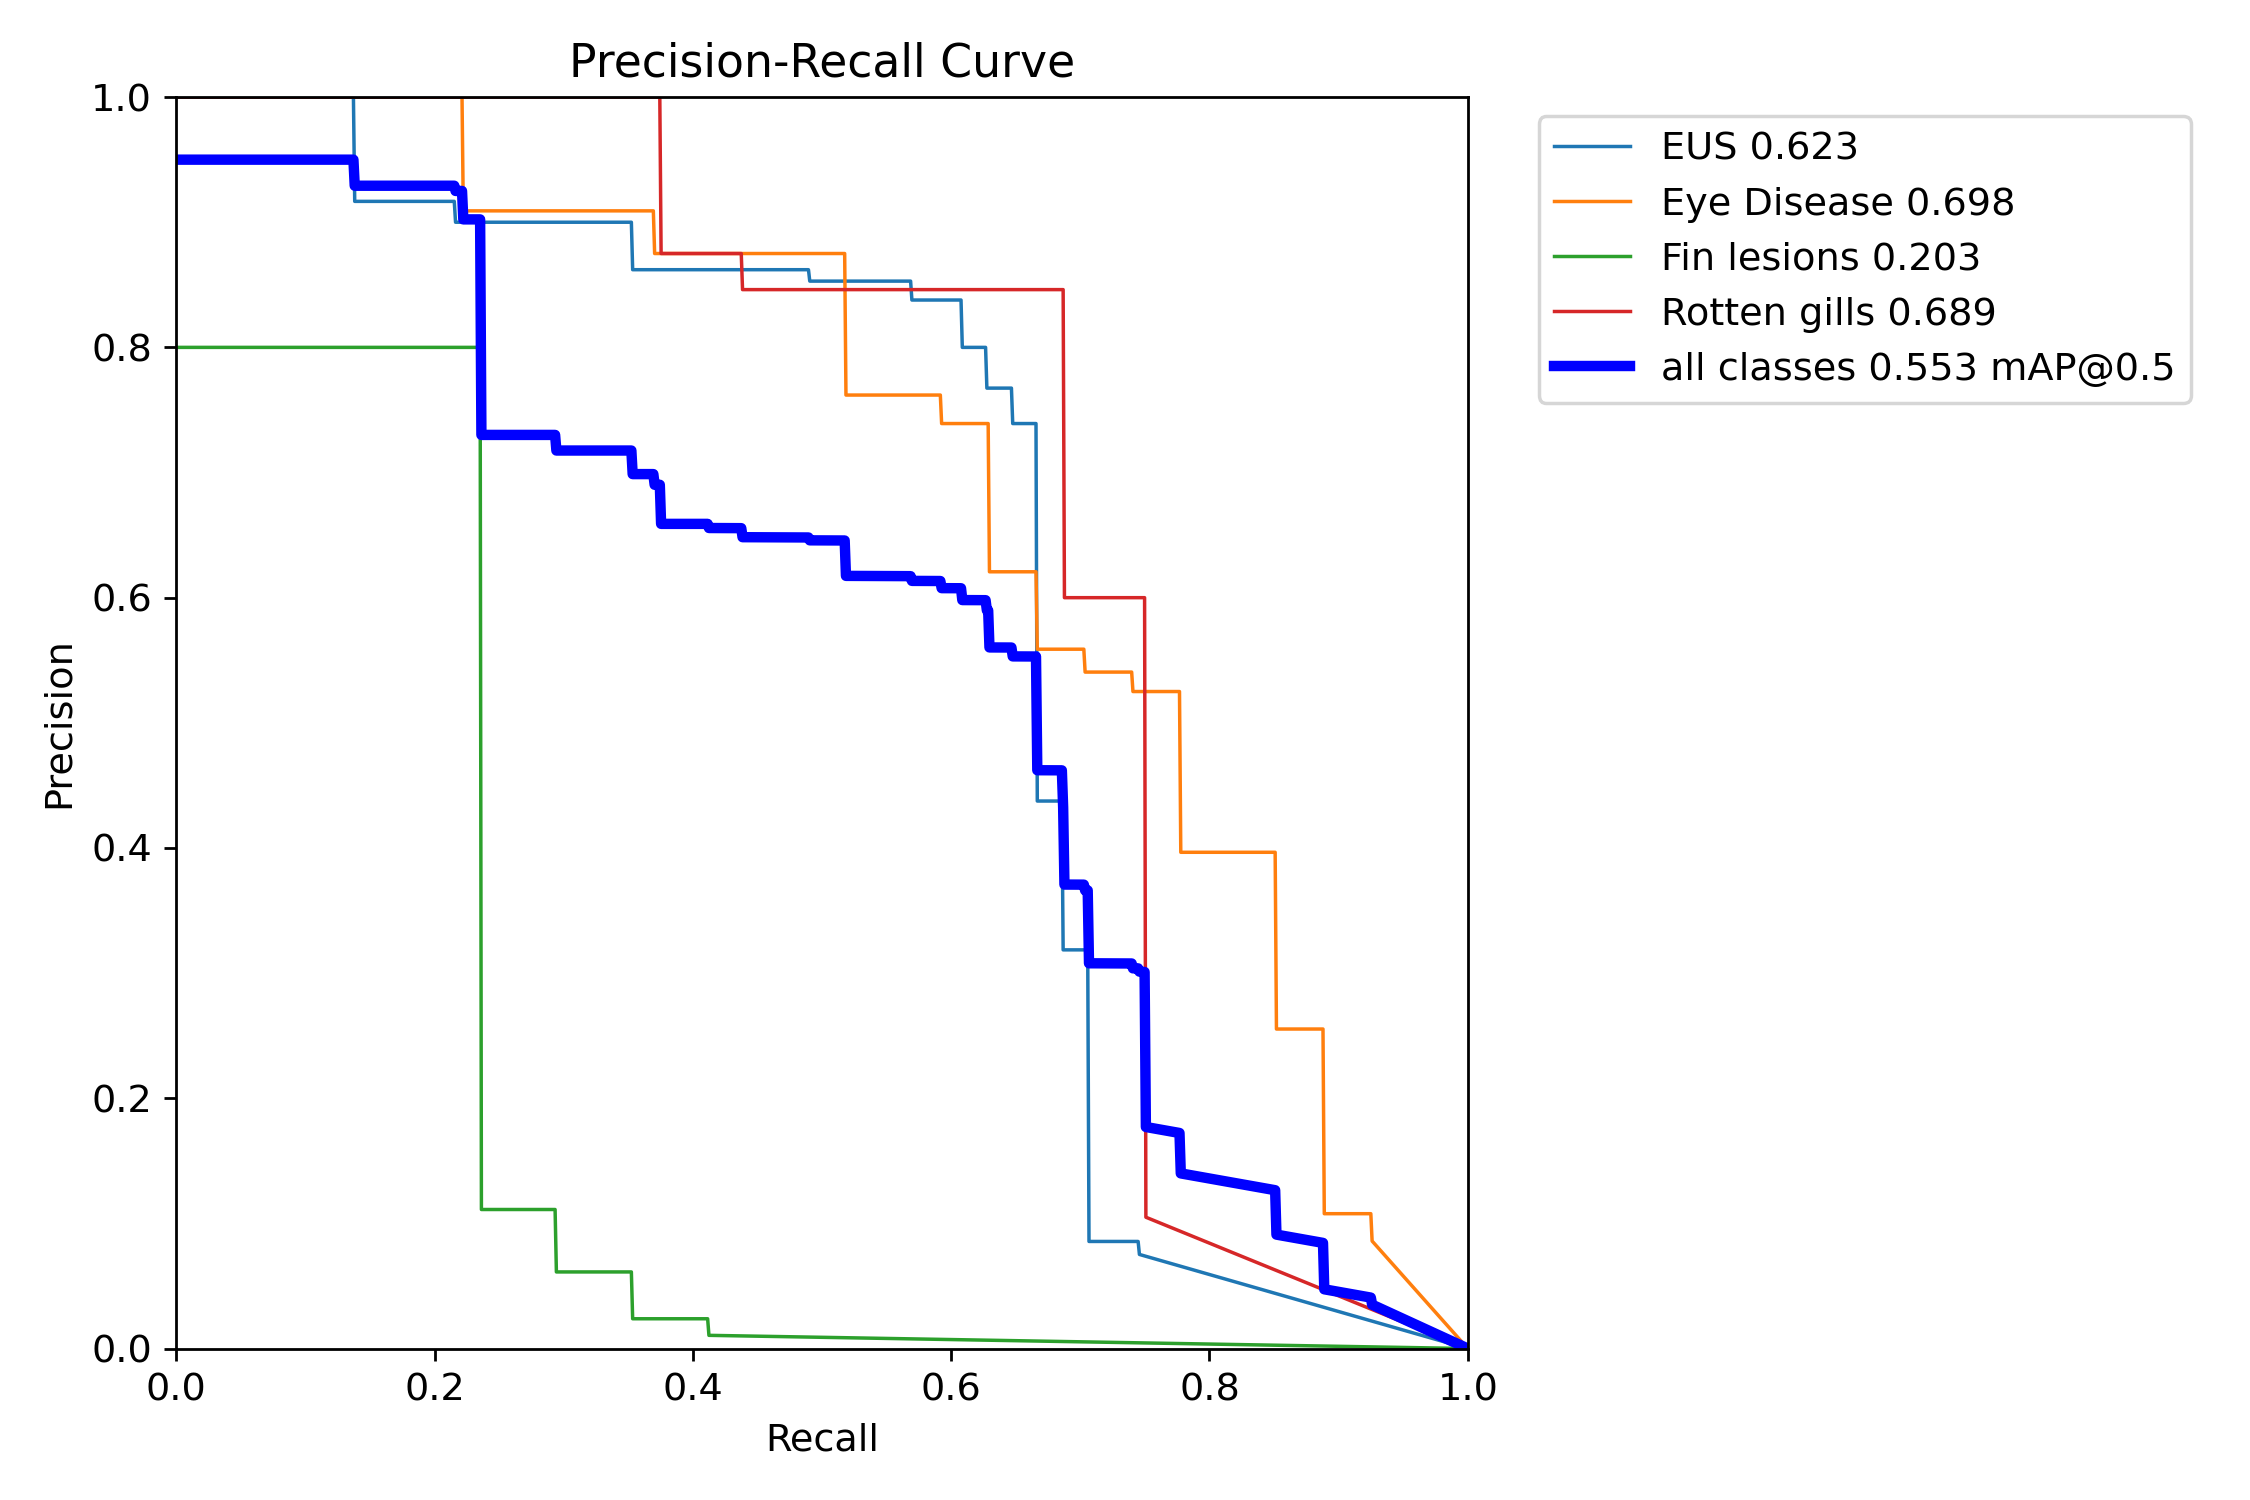 Precision-Recall Curve
1.0
0.8
0.6
0.4
0.2
0.0
Precision
0.0 0.2 0.4 0.6 0.8 1.0
Recall
EUS 0.623
Eye Disease 0.698
Fin lesions 0.203
Rotten gills 0.689
all classes 0.553 mAP@0.5